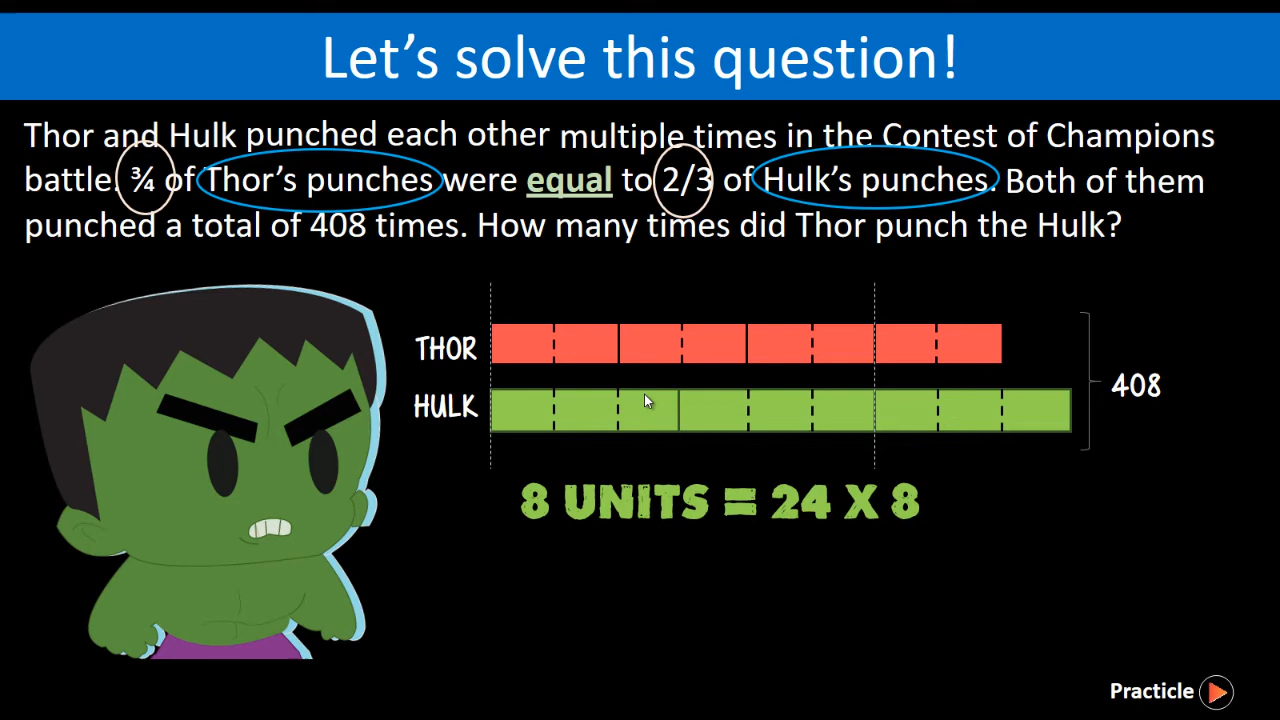 Let's solve this question!
Thor and Hulk punched each other multiple times in the Contest of Champions
battle. ¾ of Thor's punches were equal to 2/3 of Hulk's punches. Both of them
punched a total of 408 times. How many times did Thor punch the Hulk?
THOR
HULK
408
8 UNITS = 24 X 8
Practicle